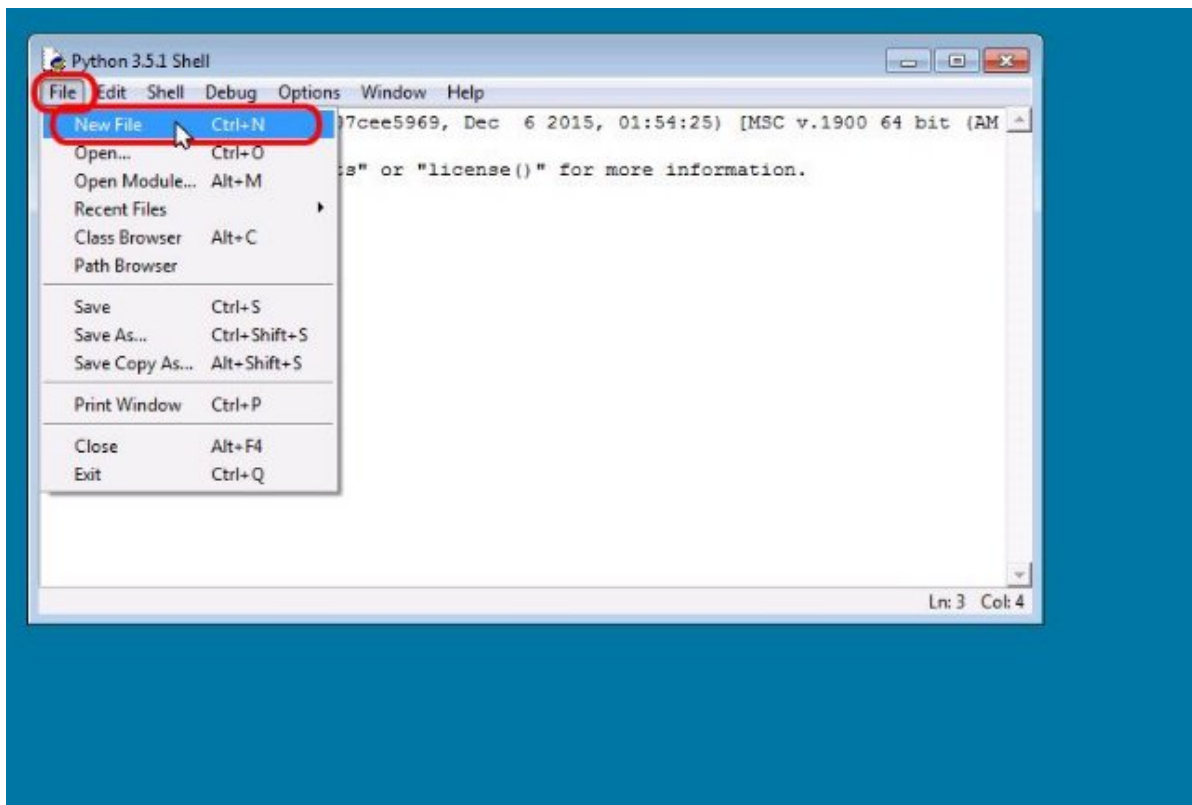 Python 3.5.1 Shell
File Edit Shell Debug Options Window Help
New File Ctrl+N
7cee5969, Dec 6 2015, 01:54:25) [MSC v.1900 64 bit (AM
Open... Ctrl+O
Open Module... Alt+M
s" or "license()" for more information.
Recent Files
Class Browser Alt+C
Path Browser
Save Ctrl+S
Save As... Ctrl+Shift+S
Save Copy As... Alt+Shift+S
Print Window Ctrl+P
Close Alt+F4
Exit Ctrl+Q
Ln: 3 Col: 4